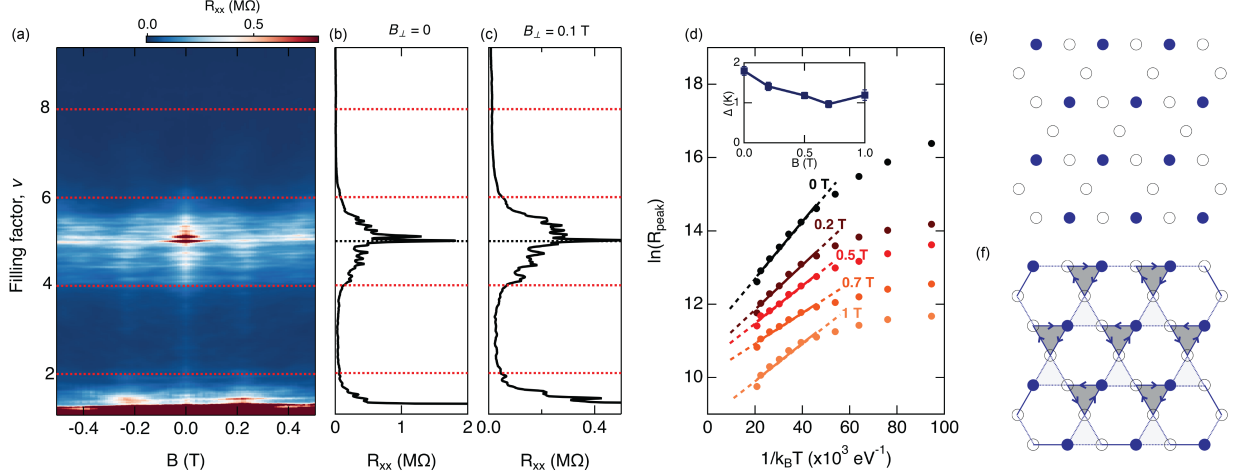 R_xx (MΩ)
0.0 0.5
(a)
Filling factor, ν
8
6
4
2
-0.4 -0.2 0.0 0.2 0.4
B (T)
(b)
B_⊥ = 0
0 1 2
R_xx (MΩ)
(c)
B_⊥ = 0.1 T
0.0 0.4
R_xx (MΩ)
(d)
ln(R_peak)
18
16
14
12
10
2
1
0
Δ (K)
0.0 0.5 1.0
B (T)
0 T
0.2 T
0.5 T
0.7 T
1 T
0 20 40 60 80 100
1/k_BT (x10³ eV⁻¹)
(e)
(f)